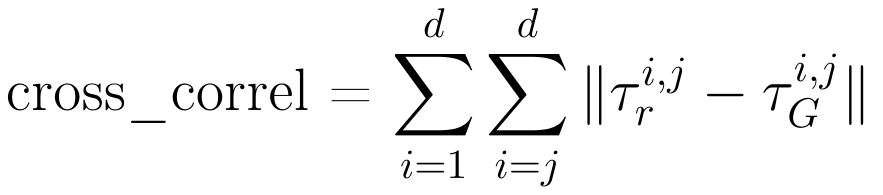 cross_correl = \sum_{i=1}^{d} \sum_{i=j}^{d} \| \tau_r^{i,j} - \tau_G^{i,j} \|